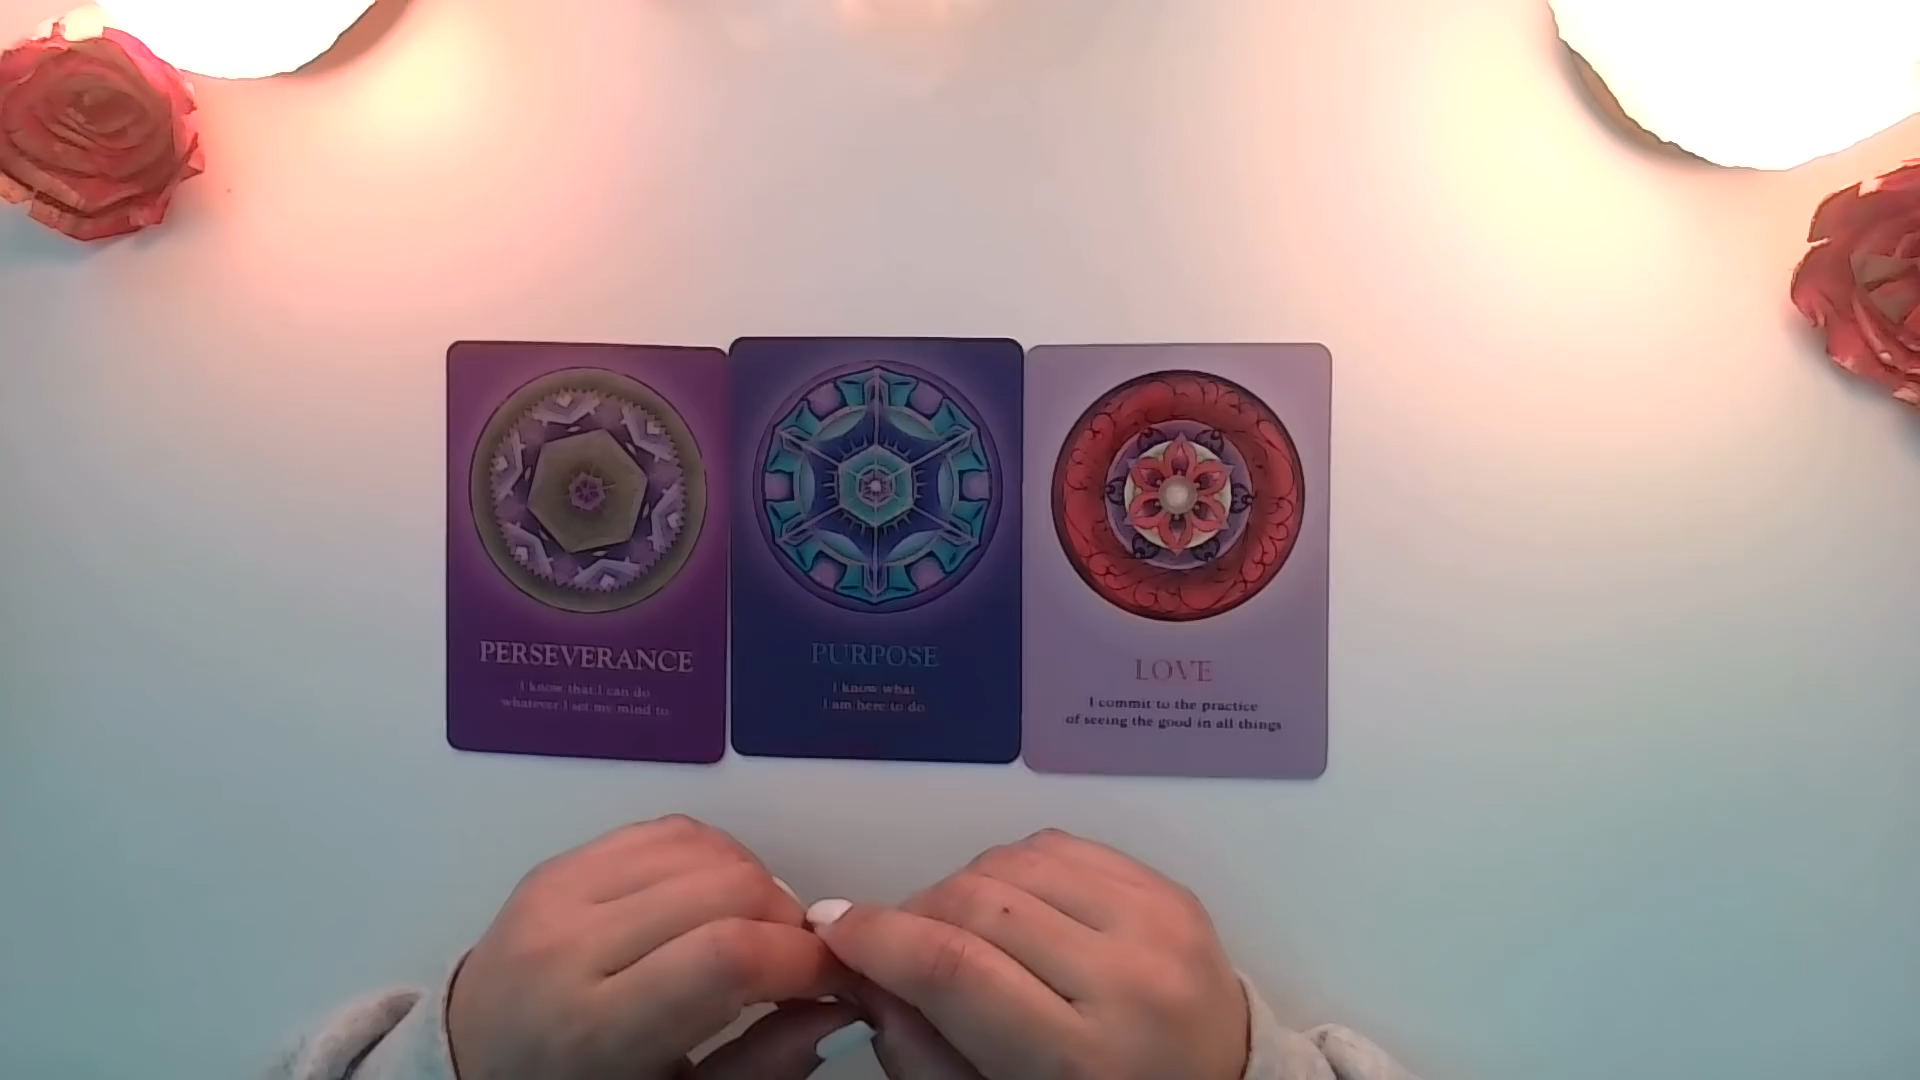 PERSEVERANCE
I know that I can do
whatever I set my mind to
PURPOSE
I know what
I am here to do
LOVE
I commit to the practice
of seeing the good in all things